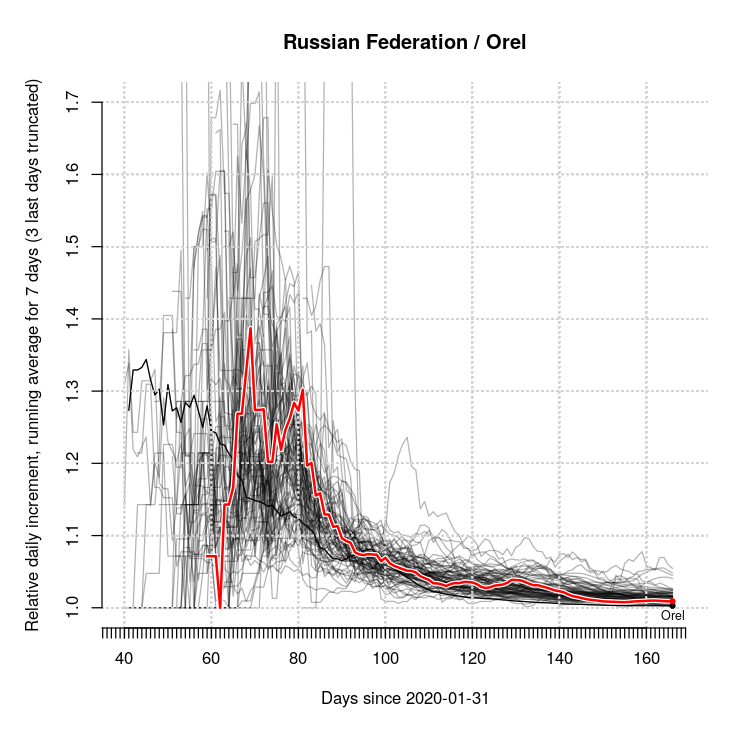 Russian Federation / Orel
Relative daily increment, running average for 7 days (3 last days truncated)
1.7
1.6
1.5
1.4
1.3
1.2
1.1
1.0
Orel
40 60 80 100 120 140 160
Days since 2020-01-31